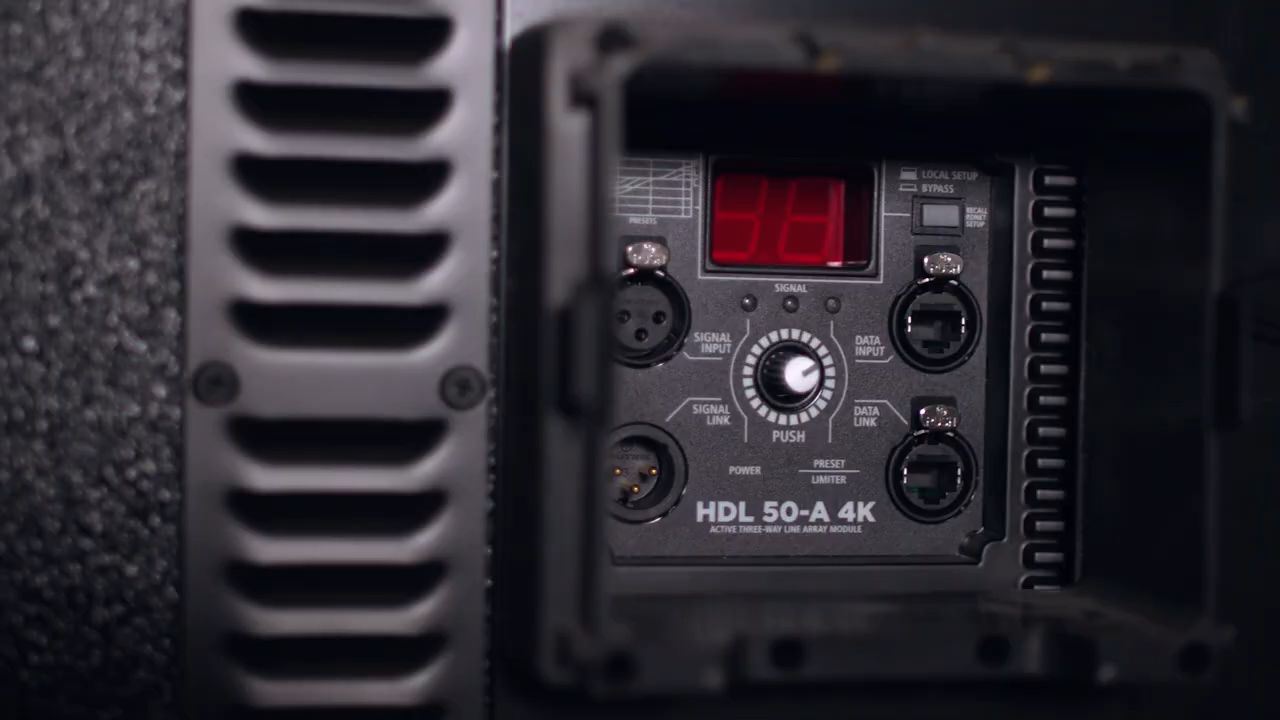 LOCAL SETUP
BYPASS
RECALL
RDNET
SETUP
PRESETS
SIGNAL
SIGNAL
INPUT
DATA
INPUT
SIGNAL
LINK
DATA
LINK
PUSH
POWER
PRESET
LIMITER
HDL 50-A 4K
ACTIVE THREE-WAY LINE ARRAY MODULE